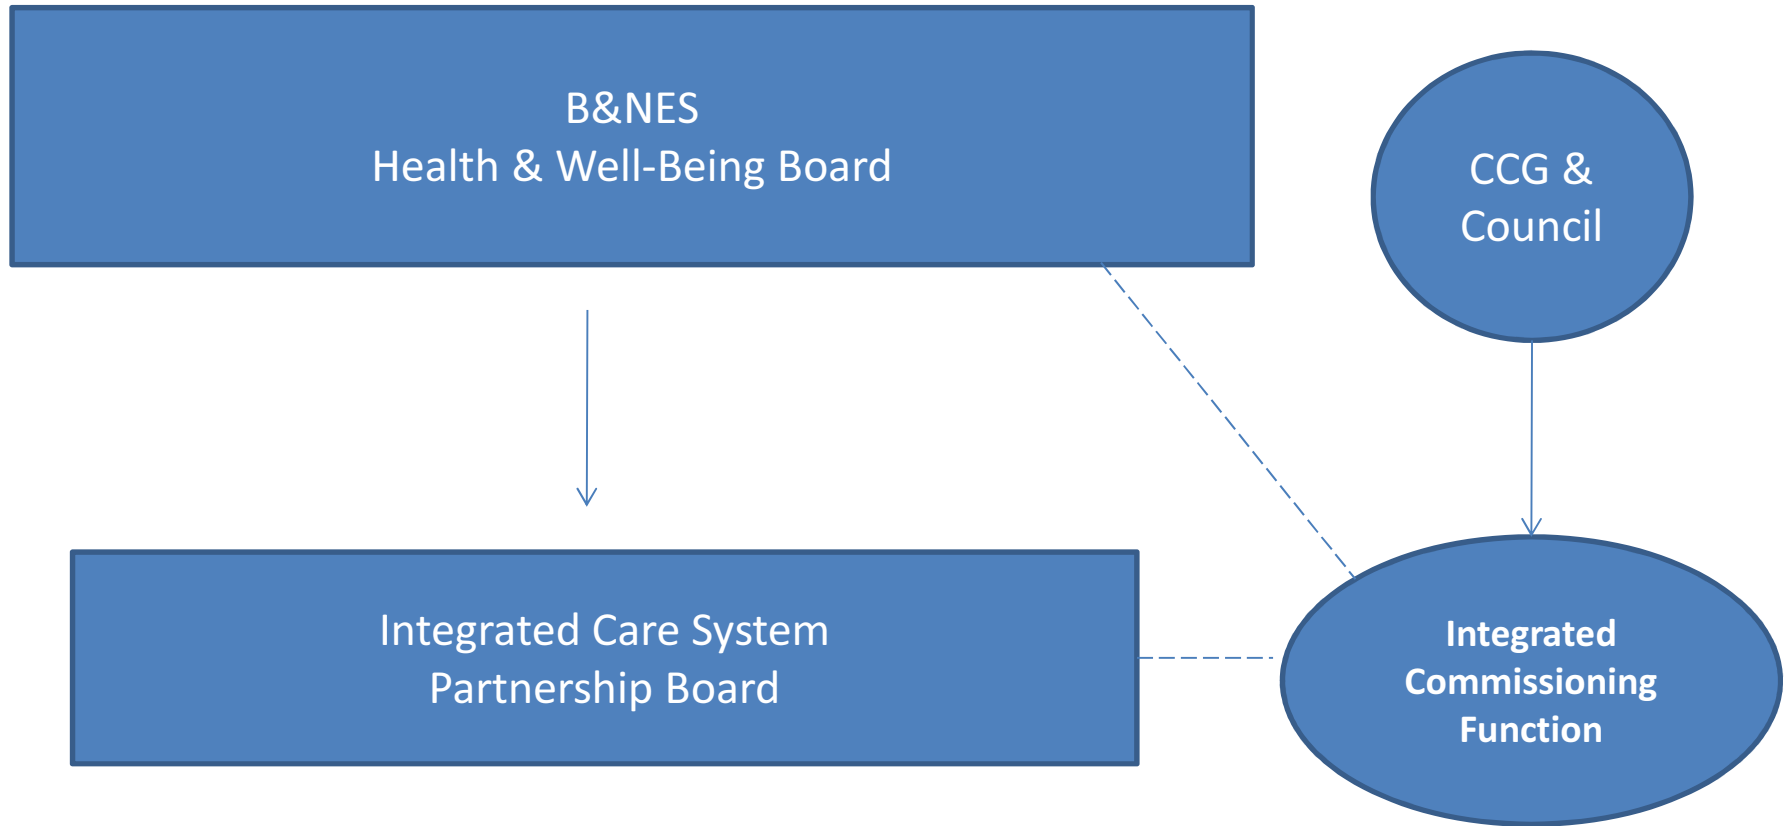 B&NES
Health & Well-Being Board
CCG &
Council
Integrated Care System
Partnership Board
Integrated
Commissioning
Function